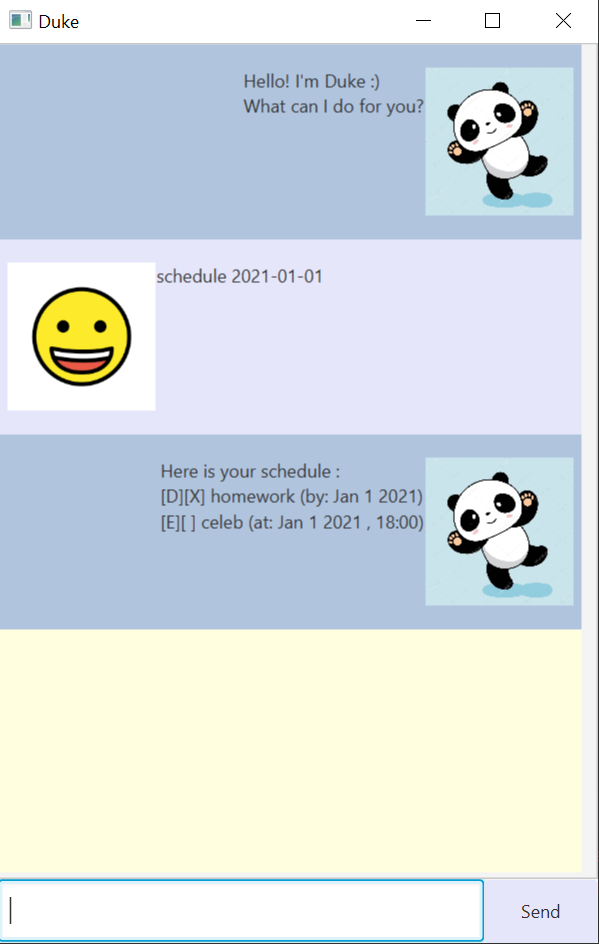 Duke
Hello! I'm Duke :)
What can I do for you?
schedule 2021-01-01
Here is your schedule :
[D][X] homework (by: Jan 1 2021)
[E][ ] celeb (at: Jan 1 2021 , 18:00)
Send